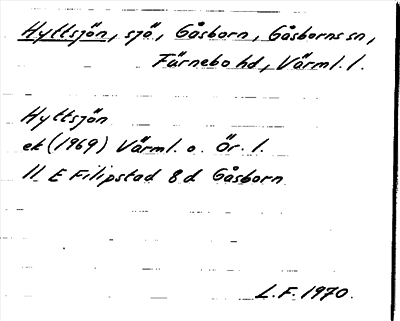 Hyttsjön, sjö, Gåsborn, Gåsborns sn,
Färnebo hd, Värml. l.
Hyttsjön
ek (1969) Värml. o. Ör. l.
11 E Filipstad 8 d Gåsborn
L.F. 1970.